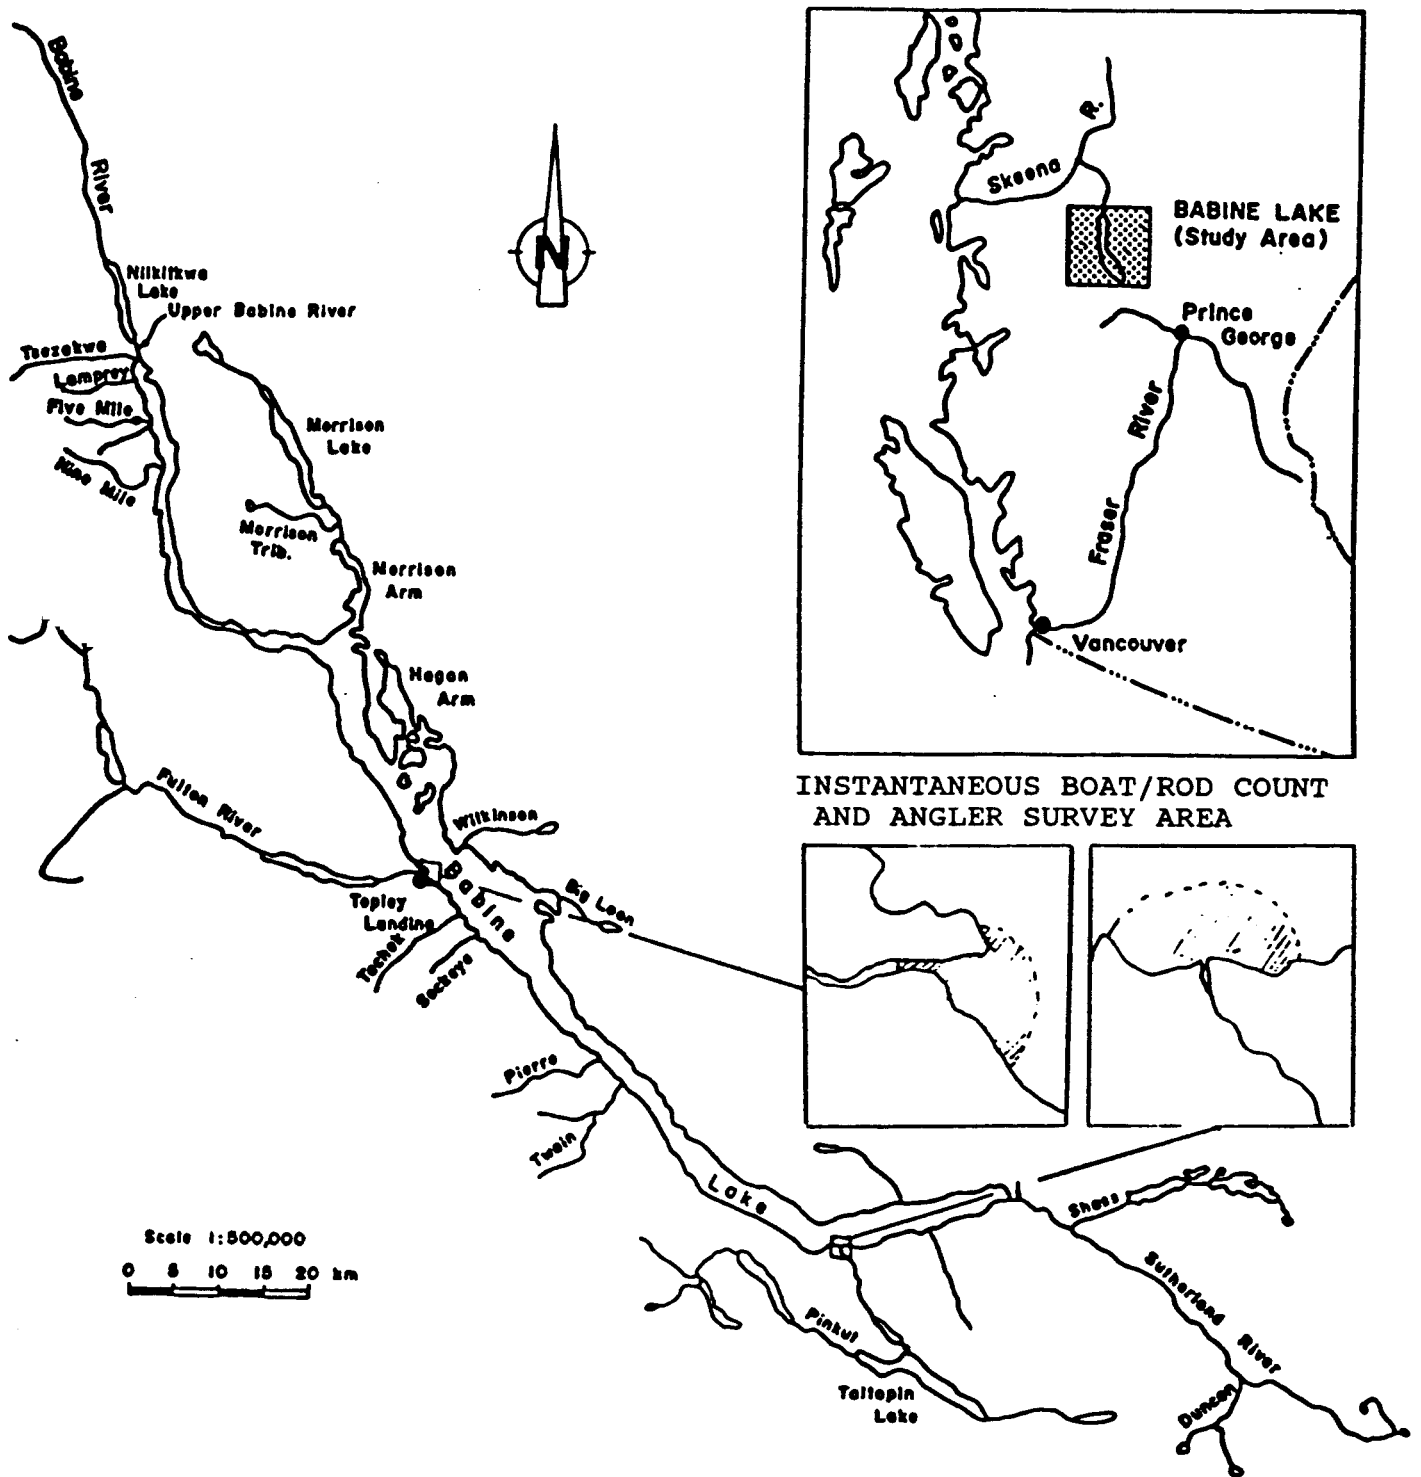 Babine
River
Nilkitkwa
Lake
Upper Babine River
Tsezakwa
Lamprey
Five Mile
Nine Mile
Morrison
Lake
Morrison
Trib.
Morrison
Arm
Hagan
Arm
Fulton River
Wilkinson
Big Loon
Topley
Landing
Tachek
Sockeye
Babine
Pierre
Twain
Lake
Shass
Sutherland River
Pinkut
Taltapin
Lake
Duncan
Scale 1:500,000
0 5 10 15 20 km
N
Skeena R.
BABINE LAKE
(Study Area)
Prince
George
Fraser River
Vancouver
INSTANTANEOUS BOAT/ROD COUNT
AND ANGLER SURVEY AREA